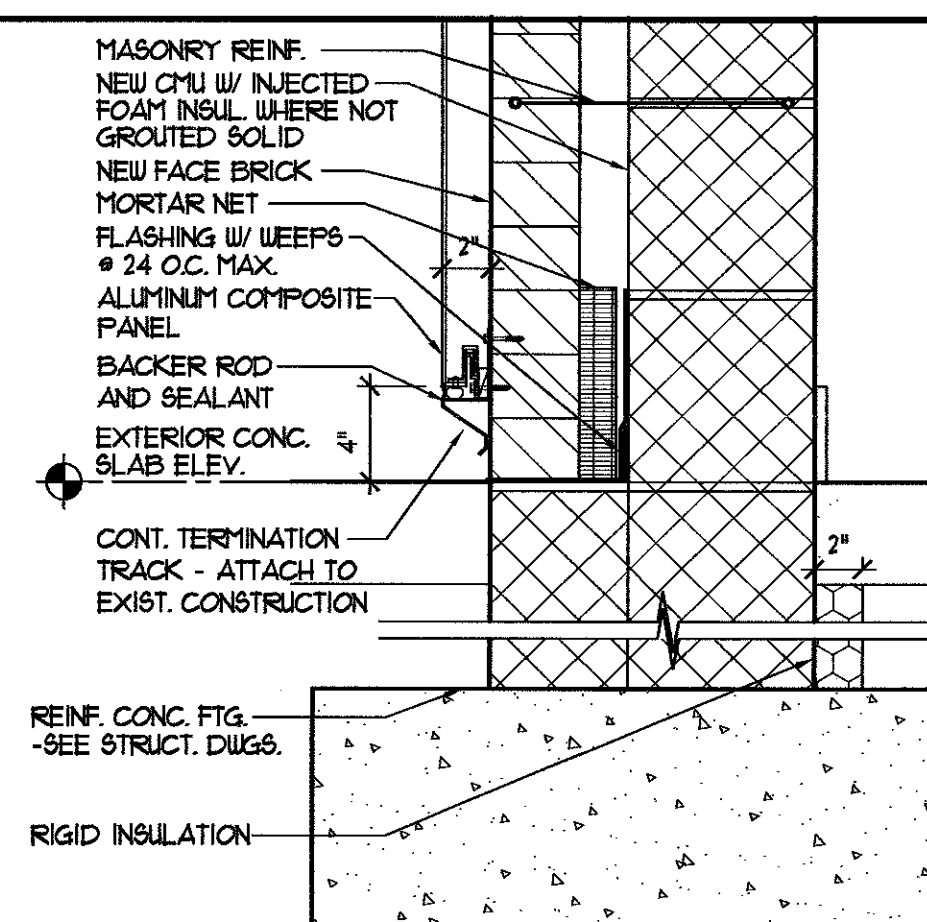 MASONRY REINF.
NEW CMU W/ INJECTED
FOAM INSUL. WHERE NOT
GROUTED SOLID
NEW FACE BRICK
MORTAR NET
FLASHING W/ WEEPS
@ 24 O.C. MAX.
2"
ALUMINUM COMPOSITE
PANEL
BACKER ROD
AND SEALANT
4"
EXTERIOR CONC.
SLAB ELEV.
CONT. TERMINATION
TRACK - ATTACH TO
EXIST. CONSTRUCTION
2"
REINF. CONC. FTG.
-SEE STRUCT. DWGS.
RIGID INSULATION